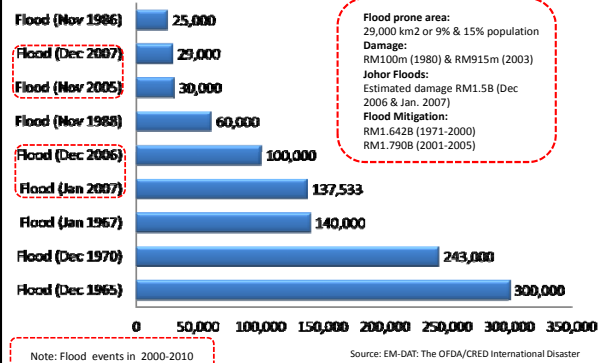 Flood (Nov 1986) 25,000
Flood (Dec 2007) 29,000
Flood (Nov 2005) 30,000
Flood (Nov 1988) 60,000
Flood (Dec 2006) 100,000
Flood (Jan 2007) 137,533
Flood (Jan 1967) 140,000
Flood (Dec 1970) 243,000
Flood (Dec 1965) 300,000
0 50,000 100,000 150,000 200,000 250,000 300,000 350,000
Flood prone area:
29,000 km2 or 9% & 15% population
Damage:
RM100m (1980) & RM915m (2003)
Johor Floods:
Estimated damage RM1.5B (Dec
2006 & Jan. 2007)
Flood Mitigation:
RM1.642B (1971-2000)
RM1.790B (2001-2005)
Note: Flood events in 2000-2010
Source: EM-DAT: The OFDA/CRED International Disaster